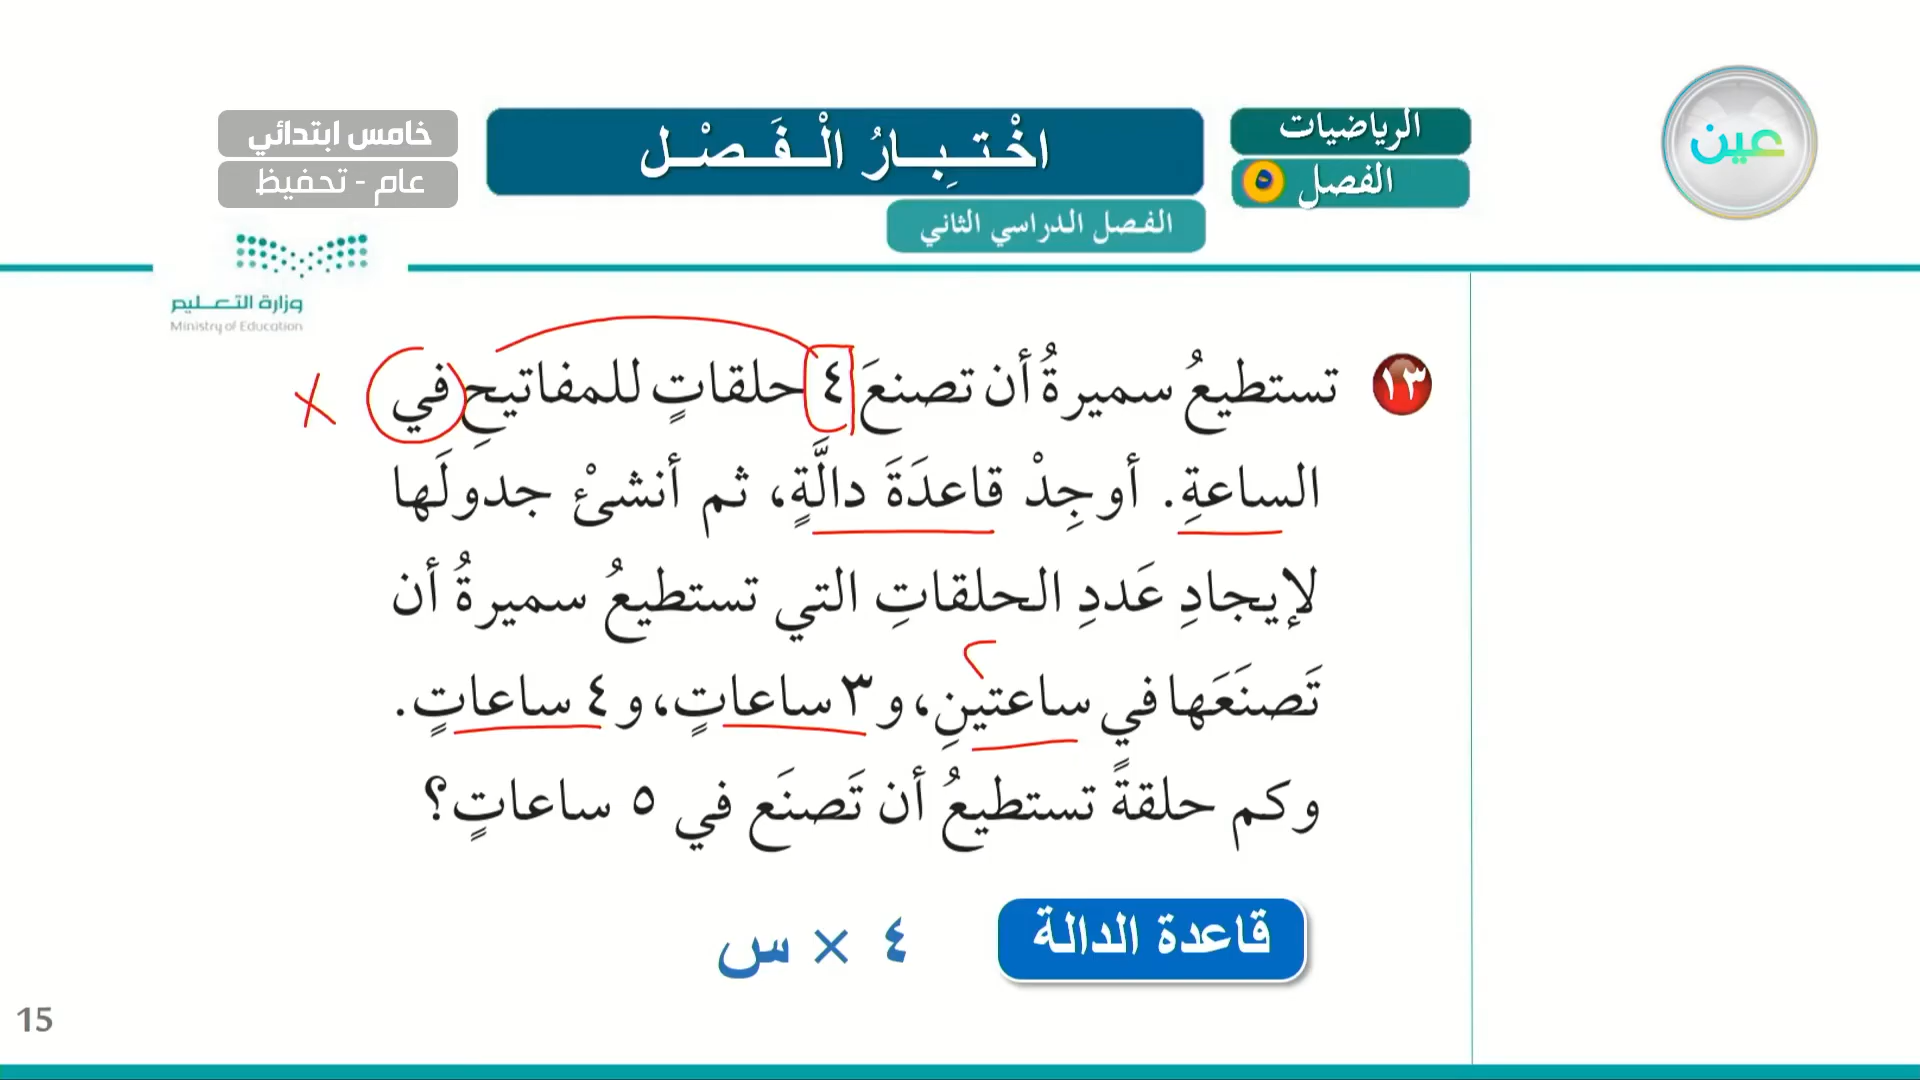 عين
الرياضيات
الفصل ٥
اخْتِبارُ الْفَصْل
الفصل الدراسي الثاني
خامس ابتدائي
عام - تحفيظ
وزارة التعليم
Ministry of Education
١٣ تستطيعُ سميرةُ أن تصنعَ ٤ حلقاتٍ للمفاتيحِ في
×
الساعةِ. أوجِدْ قاعدَةَ دالَّةٍ، ثم أنشئْ جدولَها
لإيجادِ عَددِ الحلقاتِ التي تستطيعُ سميرةُ أن
٢
تَصنَعَها في ساعتينِ، و٣ ساعاتٍ، و٤ ساعاتٍ.
وكم حلقةً تستطيعُ أن تَصنَع في ٥ ساعاتٍ؟
قاعدة الدالة
٤ × س
15